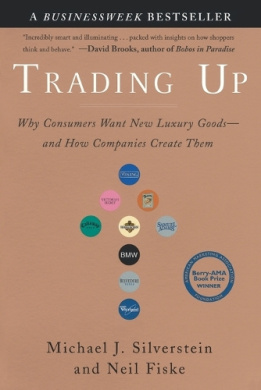 A BUSINESSWEEK BESTSELLER
"Incredibly smart and illuminating . . . packed with insights on how shoppers
think and behave." —David Brooks, author of Bobos in Paradise
TRADING UP
Why Consumers Want New Luxury Goods—
and How Companies Create Them
BMW
Berry-AMA
Book Prize
WINNER
Michael J. Silverstein
and Neil Fiske